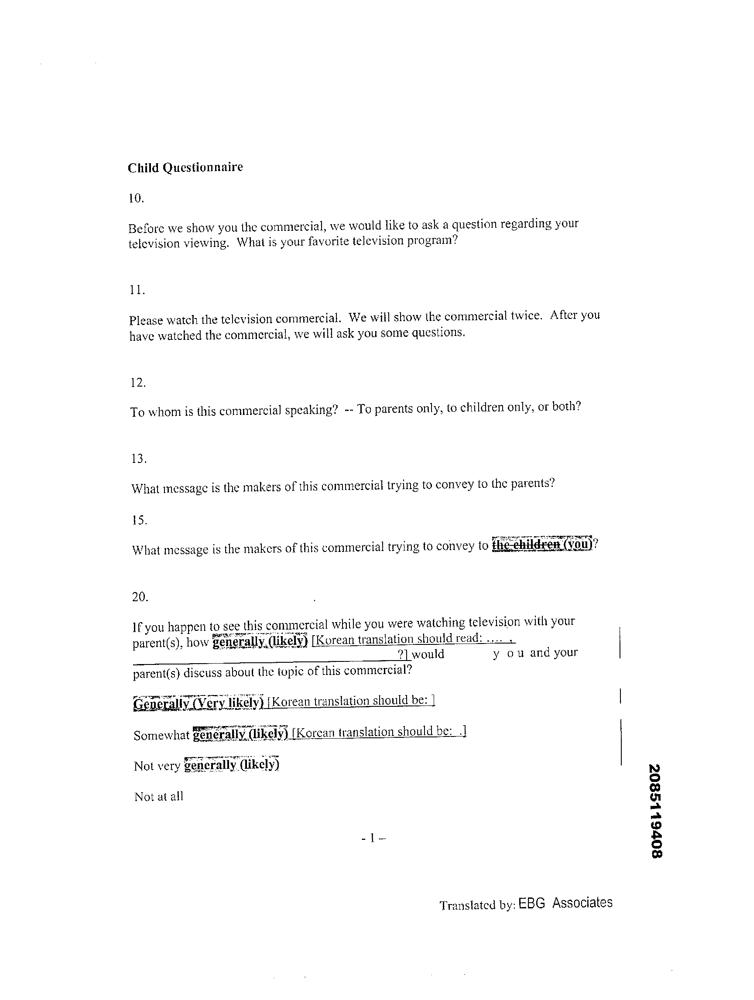 Child Questionnaire
10.
Before we show you the commercial, we would like to ask a question regarding your
television viewing. What is your favorite television program?
11.
Please watch the television commercial. We will show the commercial twice. After you
have watched the commercial, we will ask you some questions.
12.
To whom is this commercial speaking? -- To parents only, to children only, or both?
13.
What message is the makers of this commercial trying to convey to the parents?
15.
What message is the makers of this commercial trying to convey to the children (you)?
20.
If you happen to see this commercial while you were watching television with your
parent(s), how generally (likely) [Korean translation should read: .... .
?] would you and your
parent(s) discuss about the topic of this commercial?
Generally (Very likely) [Korean translation should be: ]
Somewhat generally (likely) [Korean translation should be: .]
Not very generally (likely)
Not at all
- 1 -
2085119408
Translated by: EBG Associates